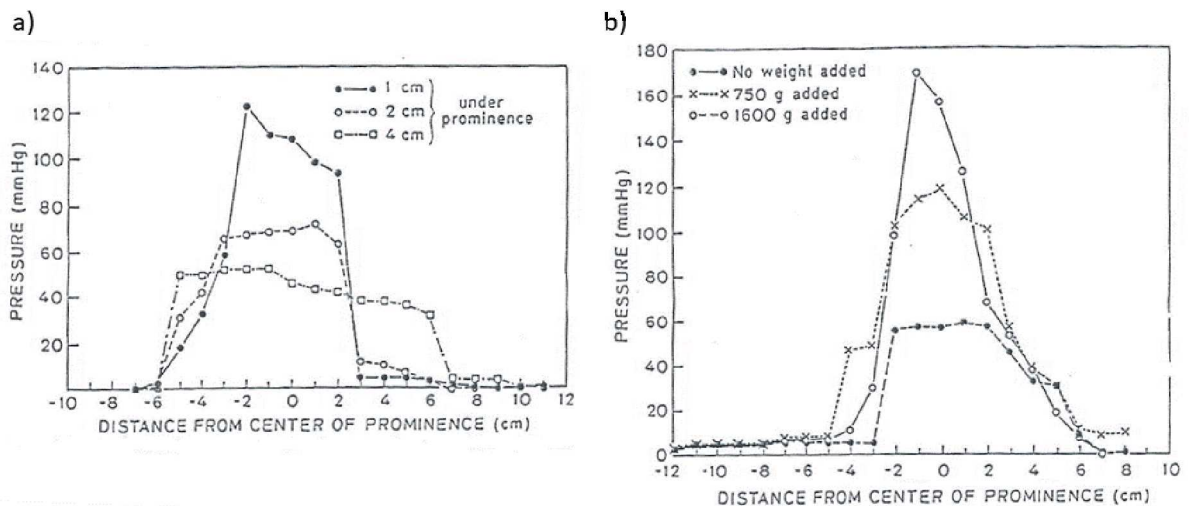 a)
140
120
100
80
60
40
20
PRESSURE (mmHg)
1 cm
2 cm
4 cm
under
prominence
-10 -8 -6 -4 -2 0 2 4 6 8 10 12
DISTANCE FROM CENTER OF PROMINENCE (cm)
b)
180
160
140
120
100
80
60
40
20
0
PRESSURE (mmHg)
No weight added
750 g added
1600 g added
-12 -10 -8 -6 -4 -2 0 2 4 6 8 10
DISTANCE FROM CENTER OF PROMINENCE (cm)